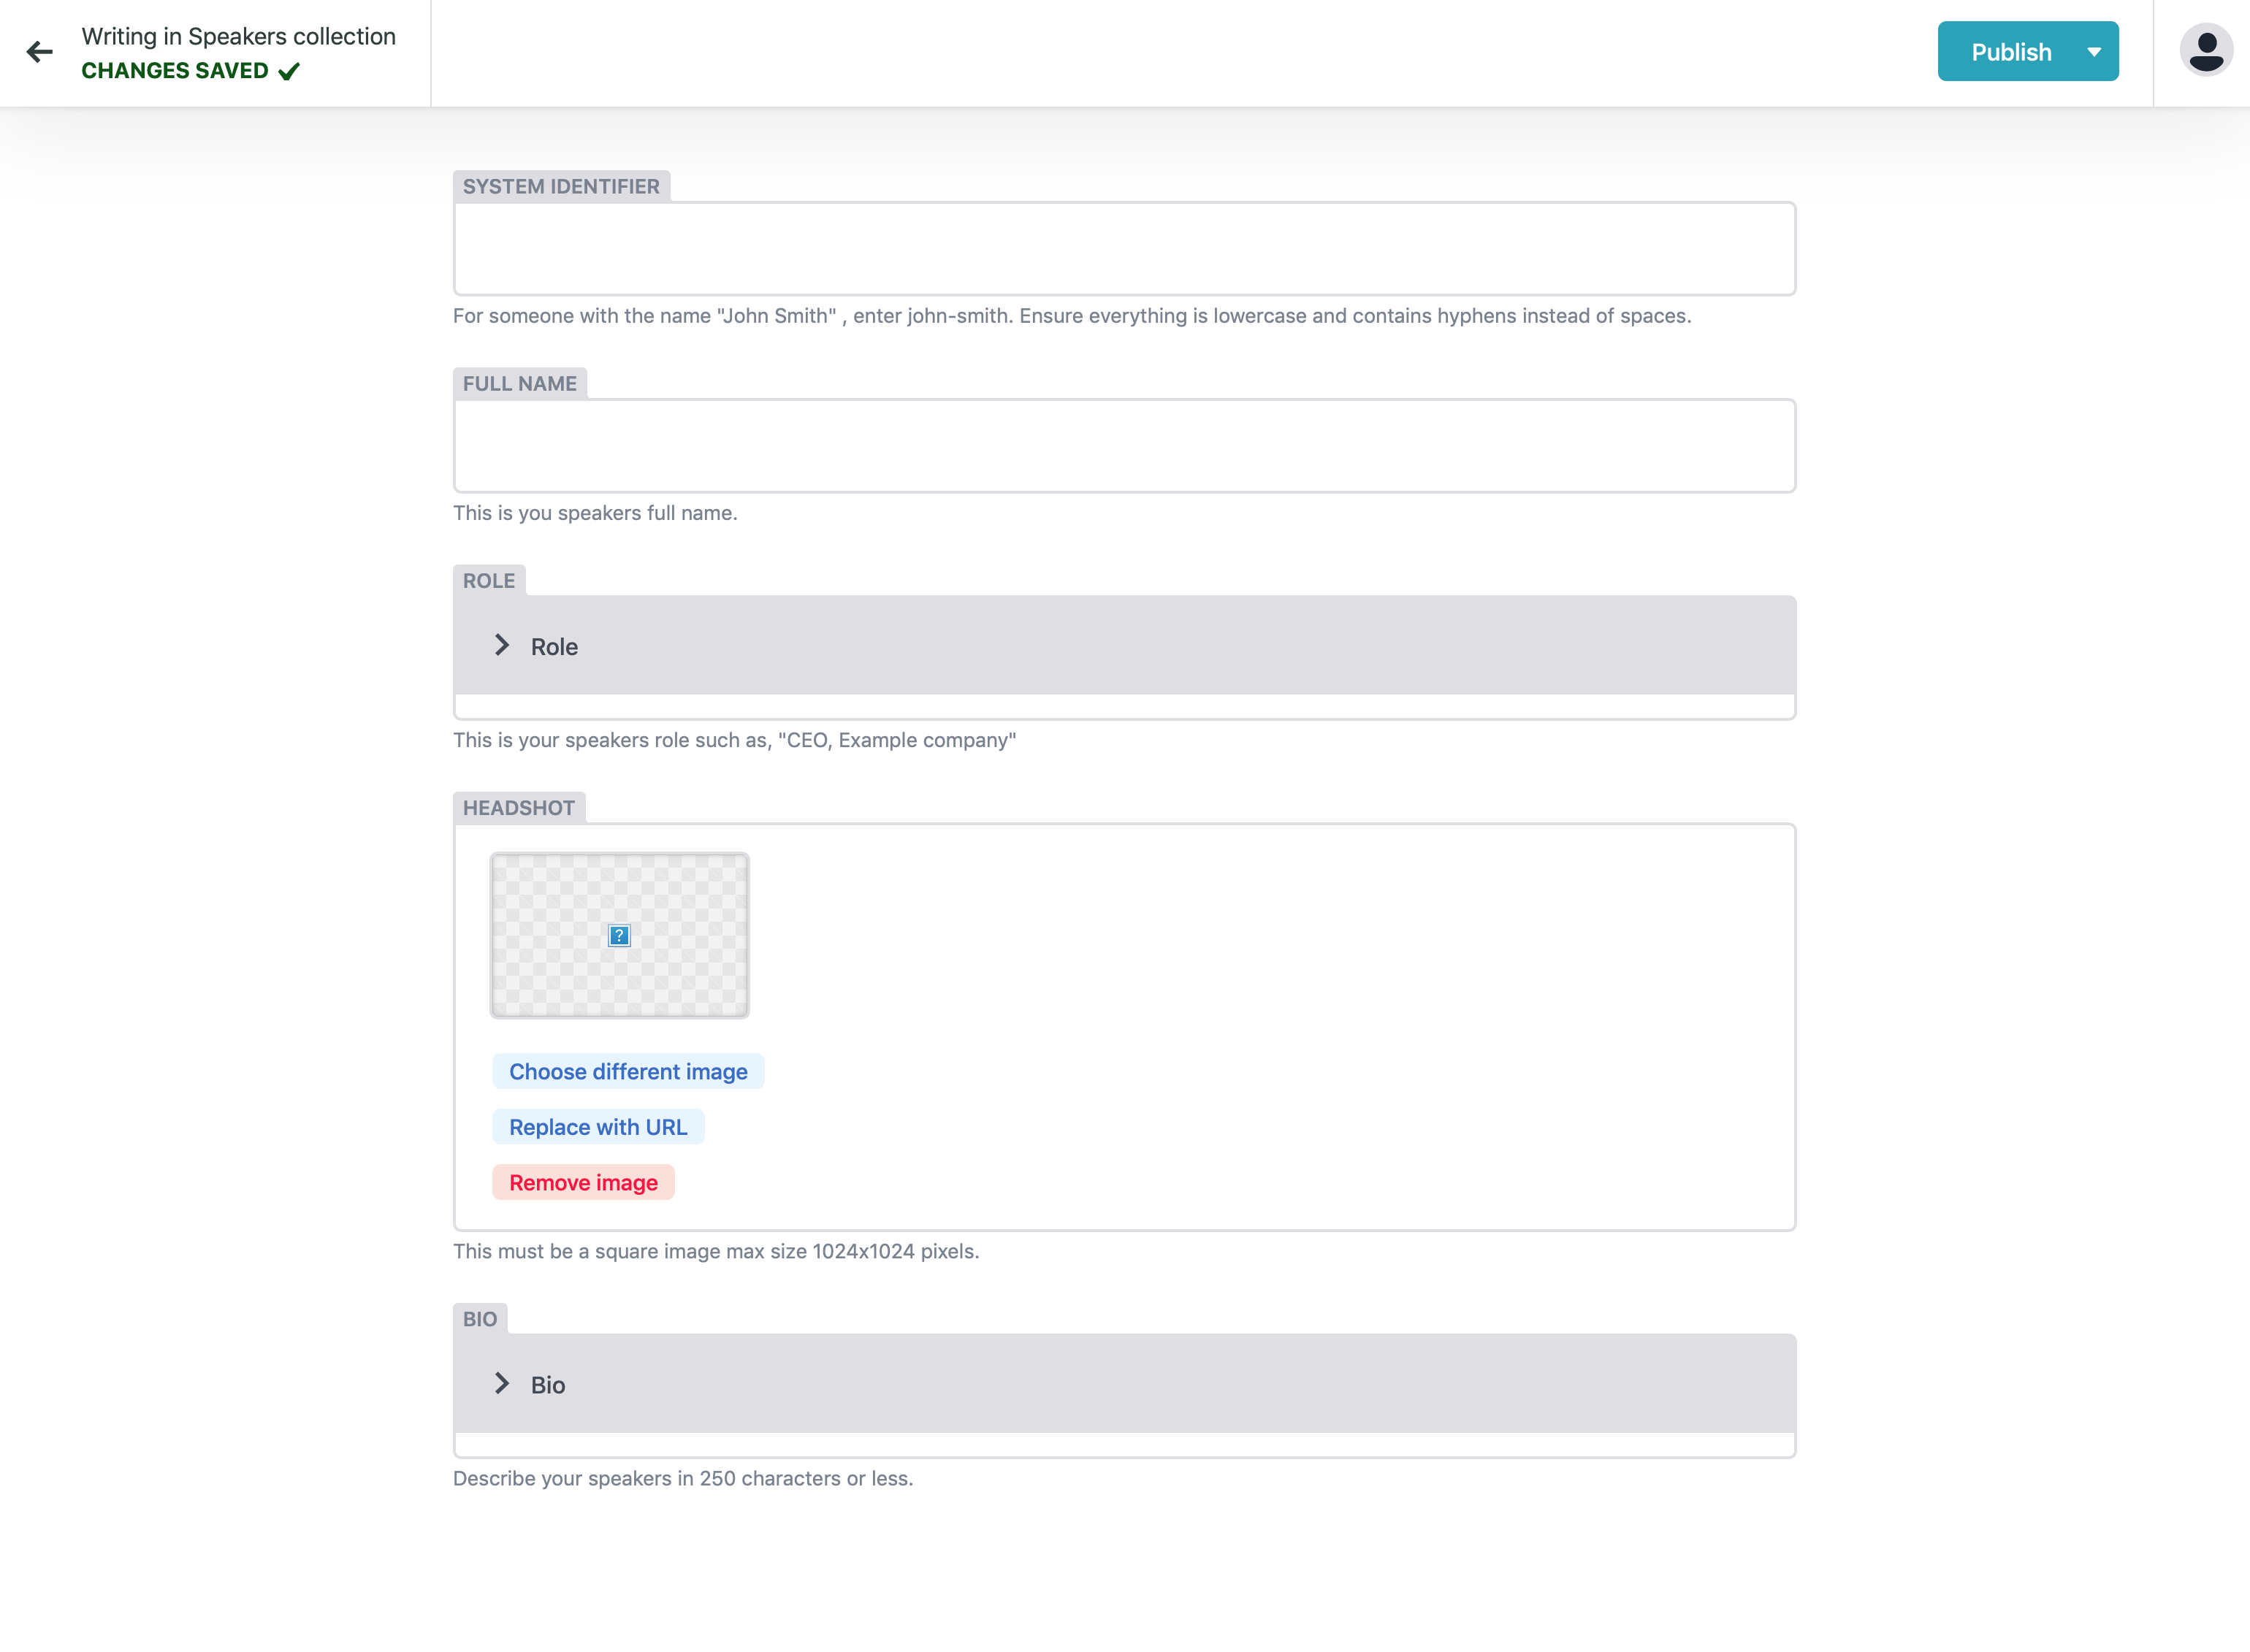 Writing in Speakers collection
CHANGES SAVED
Publish
SYSTEM IDENTIFIER
For someone with the name "John Smith" , enter john-smith. Ensure everything is lowercase and contains hyphens instead of spaces.
FULL NAME
This is you speakers full name.
ROLE
Role
This is your speakers role such as, "CEO, Example company"
HEADSHOT
?
Choose different image
Replace with URL
Remove image
This must be a square image max size 1024x1024 pixels.
BIO
Bio
Describe your speakers in 250 characters or less.